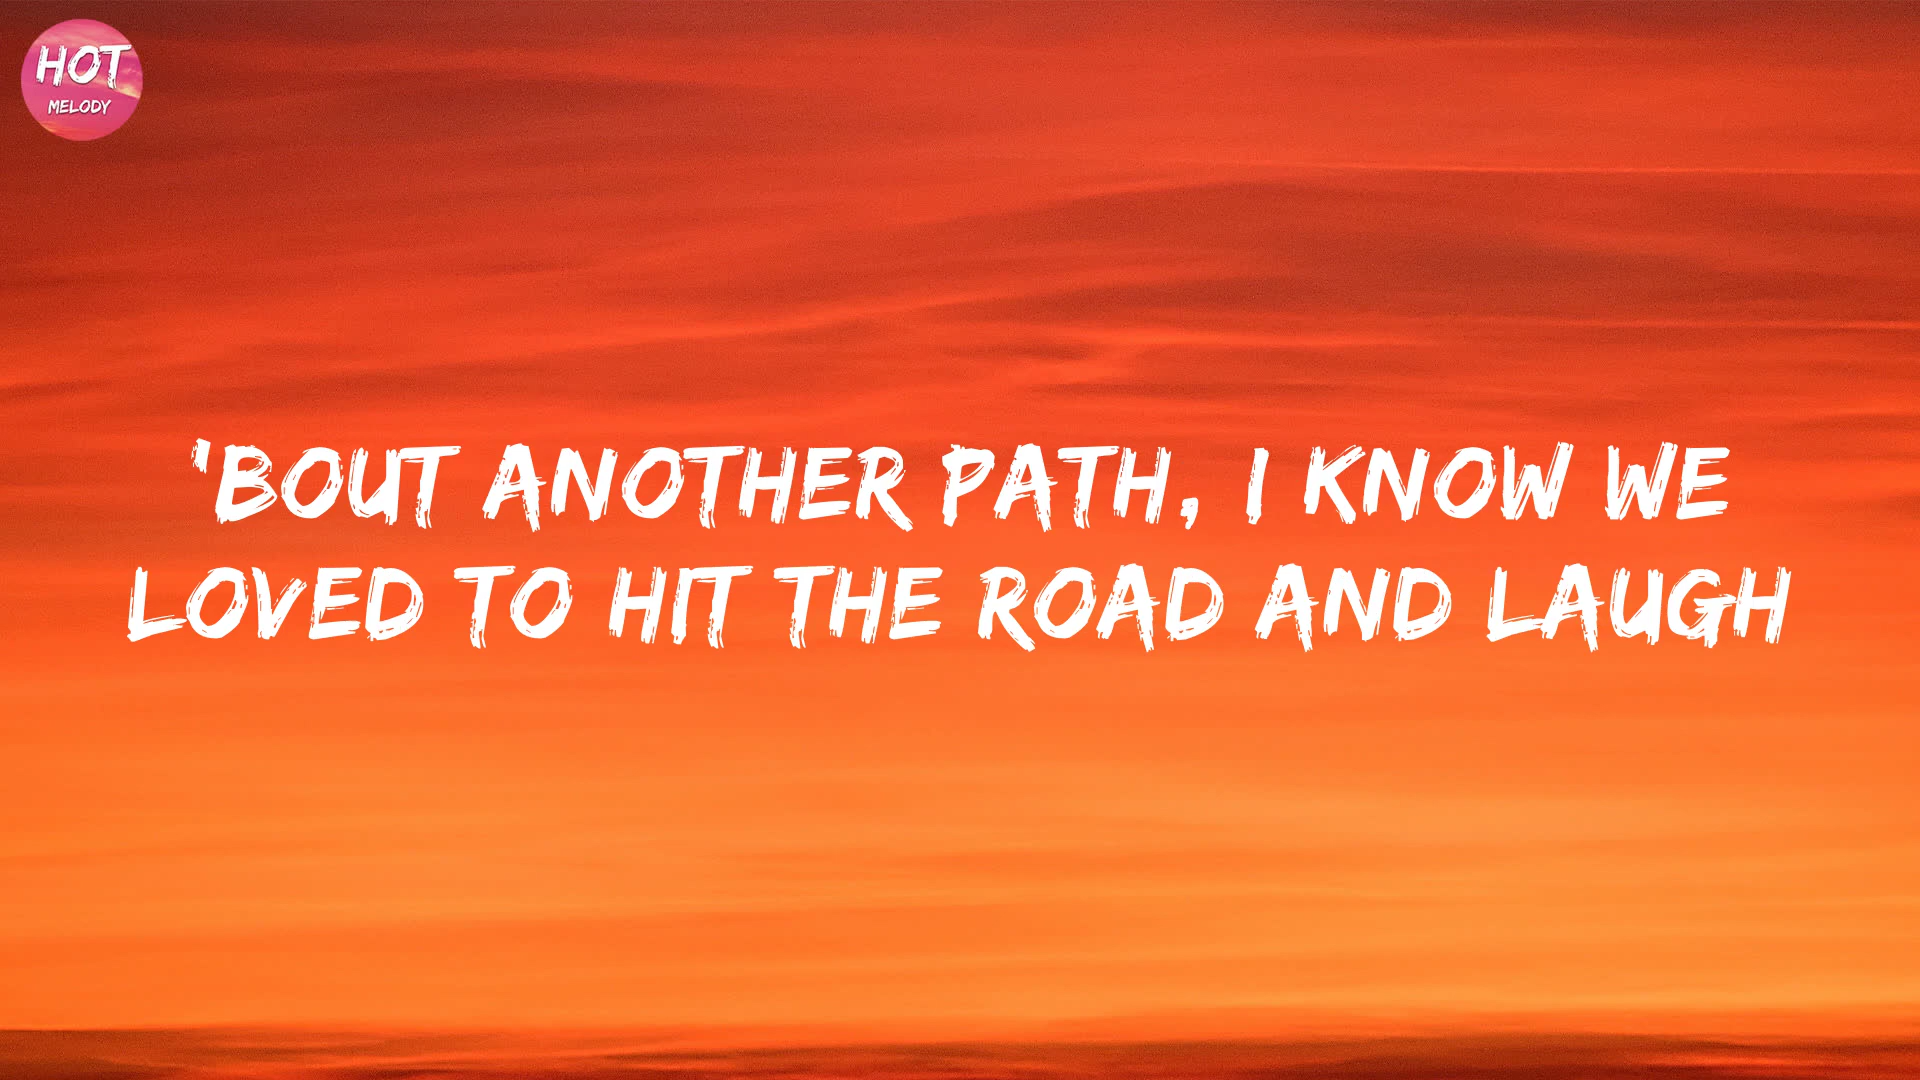 HOT
MELODY
'BOUT ANOTHER PATH, I KNOW WE
LOVED TO HIT THE ROAD AND LAUGH